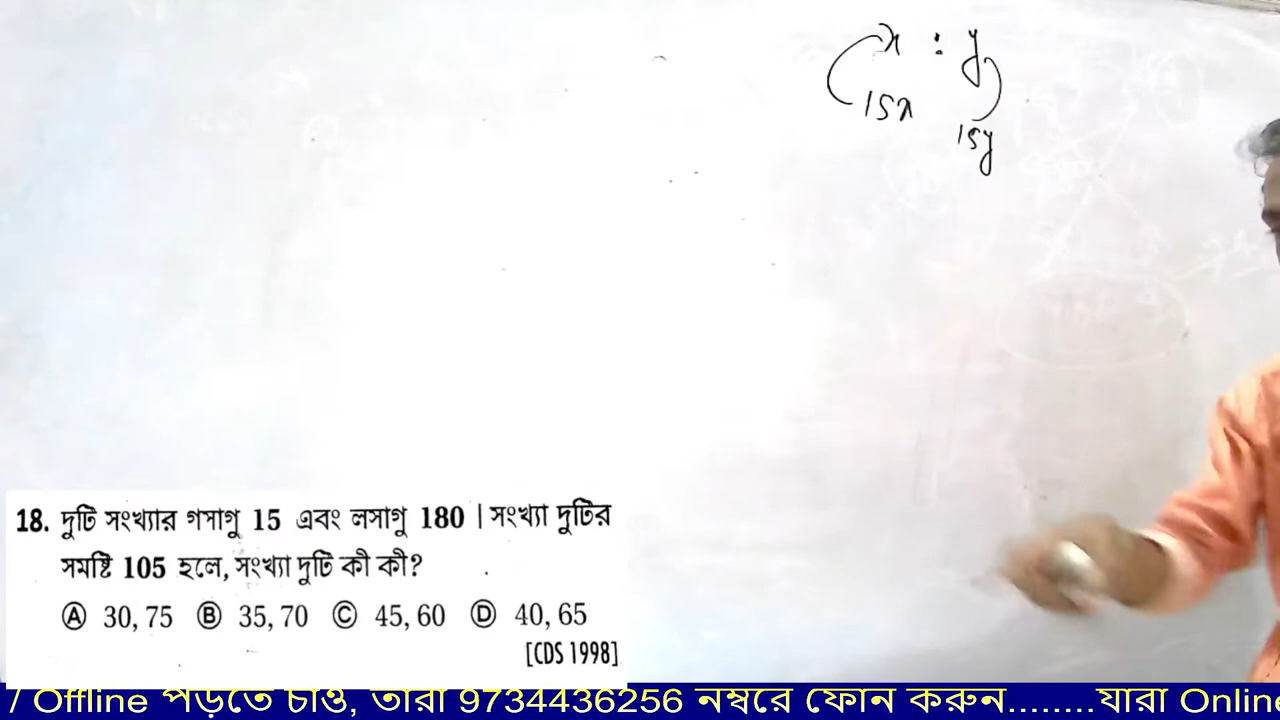 x : y
15x
15y
18. দুটি সংখ্যার গসাগু 15 এবং লসাগু 180 | সংখ্যা দুটির
সমষ্টি 105 হলে, সংখ্যা দুটি কী কী?
Ⓐ 30, 75 Ⓑ 35, 70 Ⓒ 45, 60 Ⓓ 40, 65
[CDS 1998]
/ Offline পড়তে চাও, তারা 9734436256 নম্বরে ফোন করুন........যারা Online